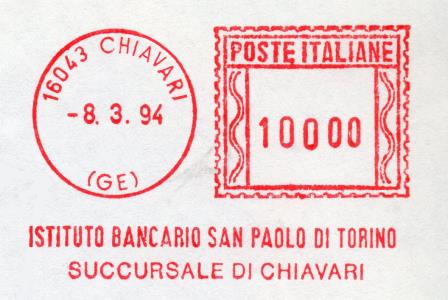 16043 CHIAVARI
-8. 3. 94
(GE)
POSTE ITALIANE
10000
ISTITUTO BANCARIO SAN PAOLO DI TORINO
SUCCURSALE DI CHIAVARI